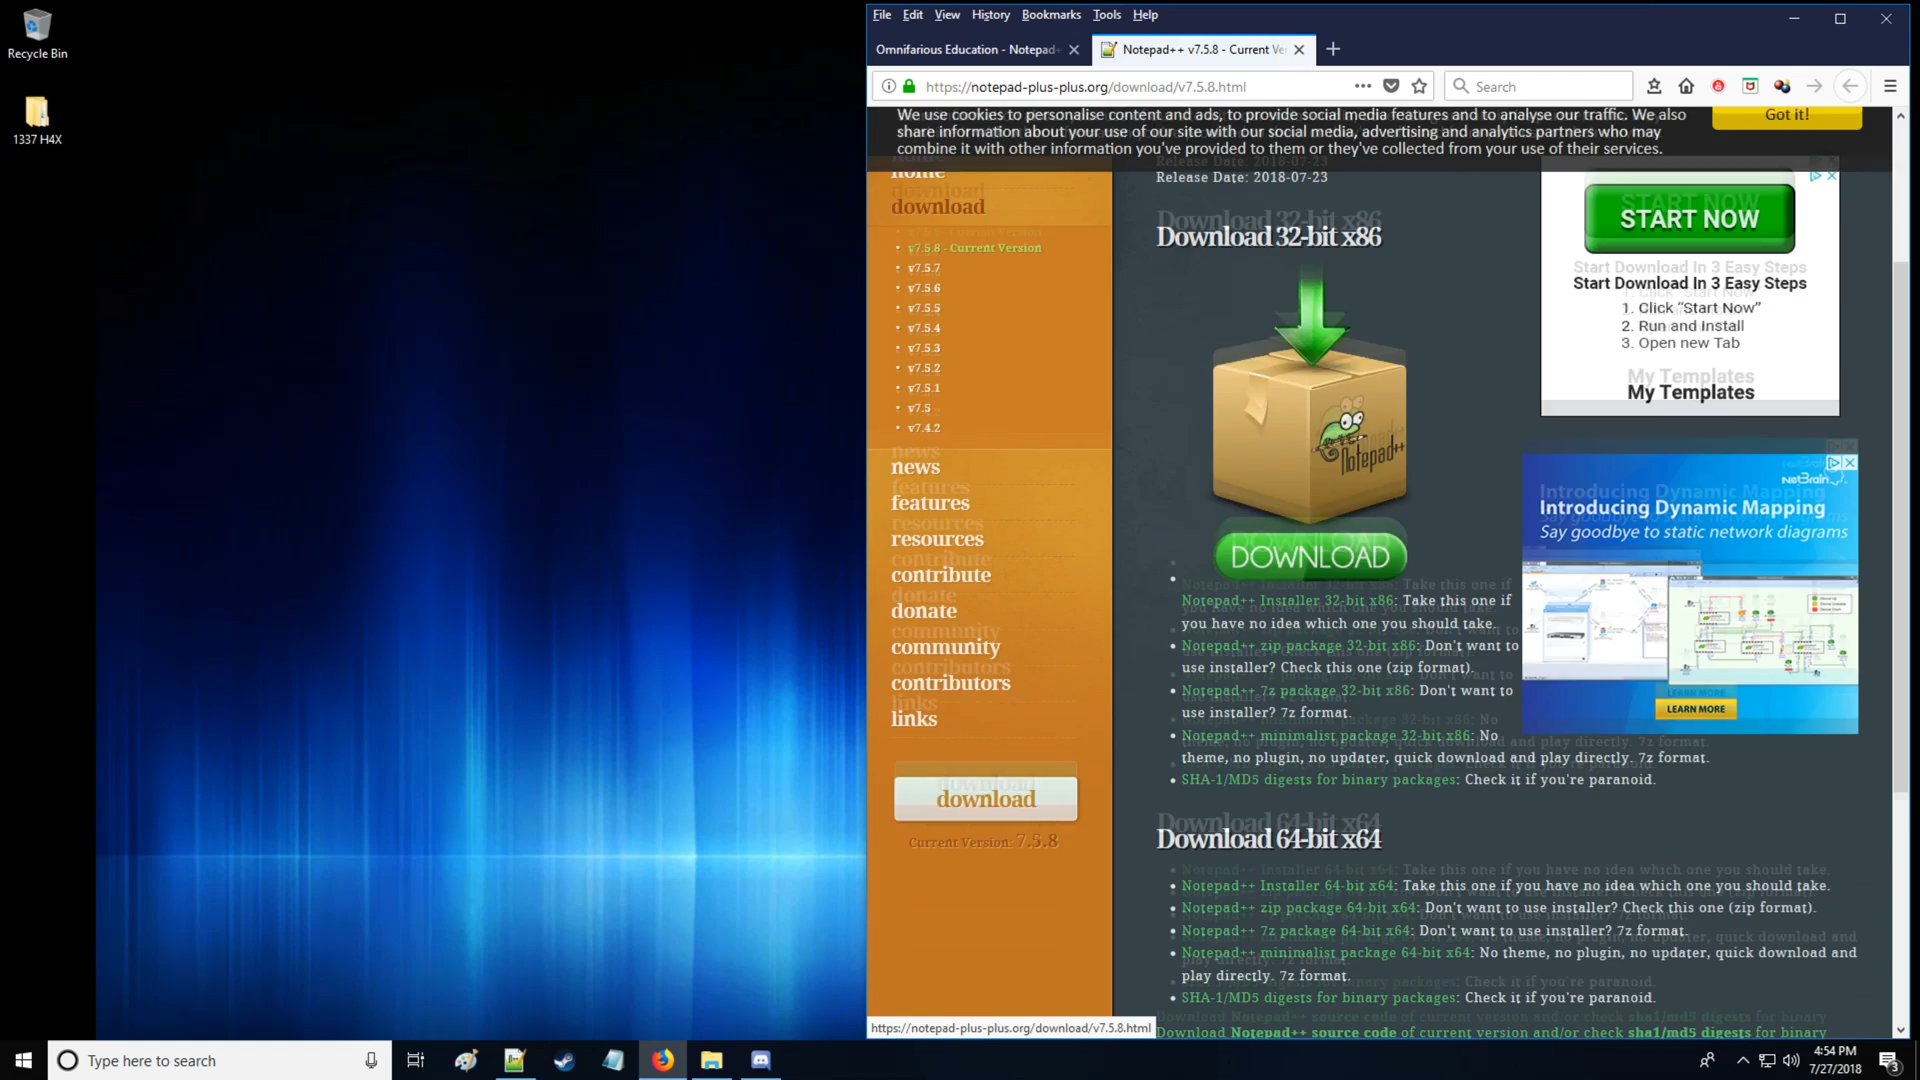 Recycle Bin
1337 H4X
File Edit View History Bookmarks Tools Help
Omnifarious Education - Notepad
Notepad++ v7.5.8 - Current Ve
https://notepad-plus-plus.org/download/v7.5.8.html
Search
We use cookies to personalise content and ads, to provide social media features and to analyse our traffic. We also
share information about your use of our site with our social media, advertising and analytics partners who may
combine it with other information you've provided to them or they've collected from your use of their services.
Got it!
home
download
v7.5.8 - Current Version
v7.5.7
v7.5.6
v7.5.5
v7.5.4
v7.5.3
v7.5.2
v7.5.1
v7.5
v7.4.2
news
features
resources
contribute
donate
community
contributors
links
download
Current Version: 7.5.8
Release Date: 2018-07-23
Download 32-bit x86
Notepad++
DOWNLOAD
Notepad++ Installer 32-bit x86: Take this one if
you have no idea which one you should take.
Notepad++ zip package 32-bit x86: Don't want to
use installer? Check this one (zip format).
Notepad++ 7z package 32-bit x86: Don't want to
use installer? 7z format.
Notepad++ minimalist package 32-bit x86: No
theme, no plugin, no updater, quick download and play directly. 7z format.
SHA-1/MD5 digests for binary packages: Check it if you're paranoid.
Download 64-bit x64
Notepad++ Installer 64-bit x64: Take this one if you have no idea which one you should take.
Notepad++ zip package 64-bit x64: Don't want to use installer? Check this one (zip format).
Notepad++ 7z package 64-bit x64: Don't want to use installer? 7z format.
Notepad++ minimalist package 64-bit x64: No theme, no plugin, no updater, quick download and
play directly. 7z format.
SHA-1/MD5 digests for binary packages: Check it if you're paranoid.
Download Notepad++ source code of current version and/or check sha1/md5 digests for binary
START NOW
Start Download In 3 Easy Steps
1. Click "Start Now"
2. Run and Install
3. Open new Tab
My Templates
NetBrain
Introducing Dynamic Mapping
Say goodbye to static network diagrams
LEARN MORE
https://notepad-plus-plus.org/download/v7.5.8.html
Type here to search
4:54 PM
7/27/2018
3